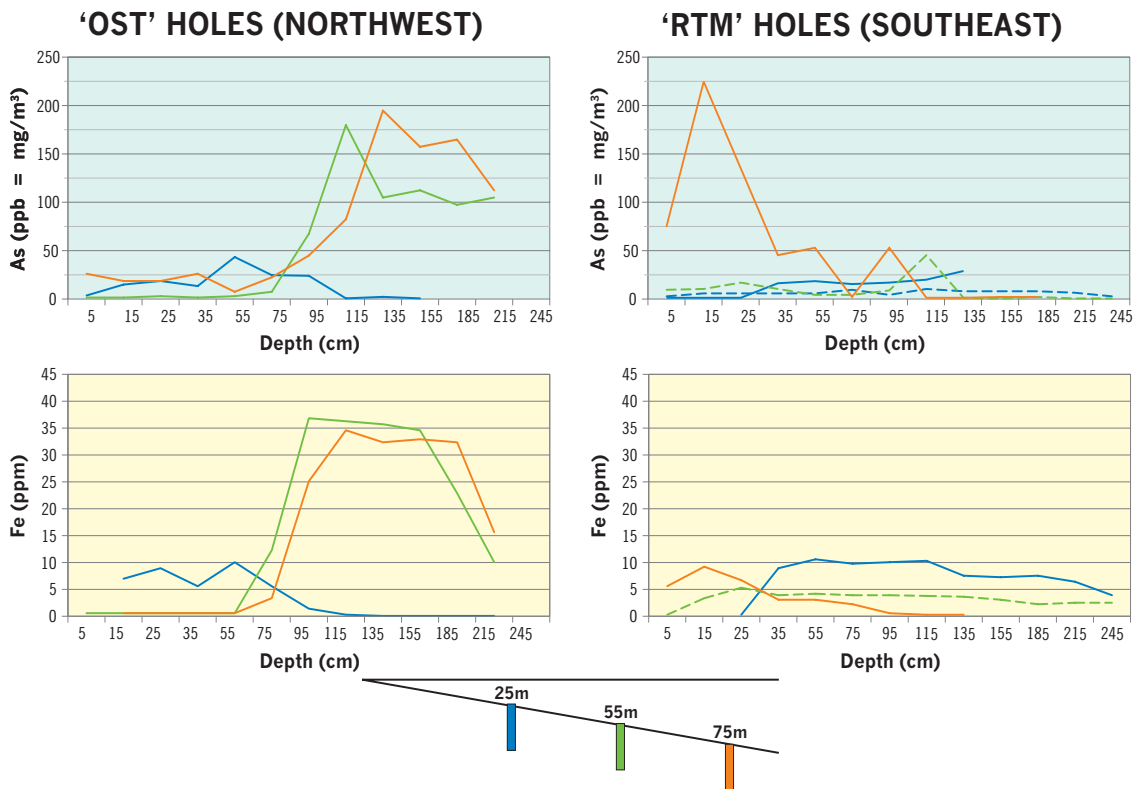 ‘OST’ HOLES (NORTHWEST)
‘RTM’ HOLES (SOUTHEAST)
250
200
150
100
50
0
As (ppb = mg/m³)
5 15 25 35 55 75 95 115 135 155 185 215 245
Depth (cm)
250
200
150
100
50
0
As (ppb = mg/m³)
5 15 25 35 55 75 95 115 135 155 185 215 245
Depth (cm)
45
40
35
30
25
20
15
10
5
0
Fe (ppm)
5 15 25 35 55 75 95 115 135 155 185 215 245
Depth (cm)
45
40
35
30
25
20
15
10
5
0
Fe (ppm)
5 15 25 35 55 75 95 115 135 155 185 215 245
Depth (cm)
25m
55m
75m